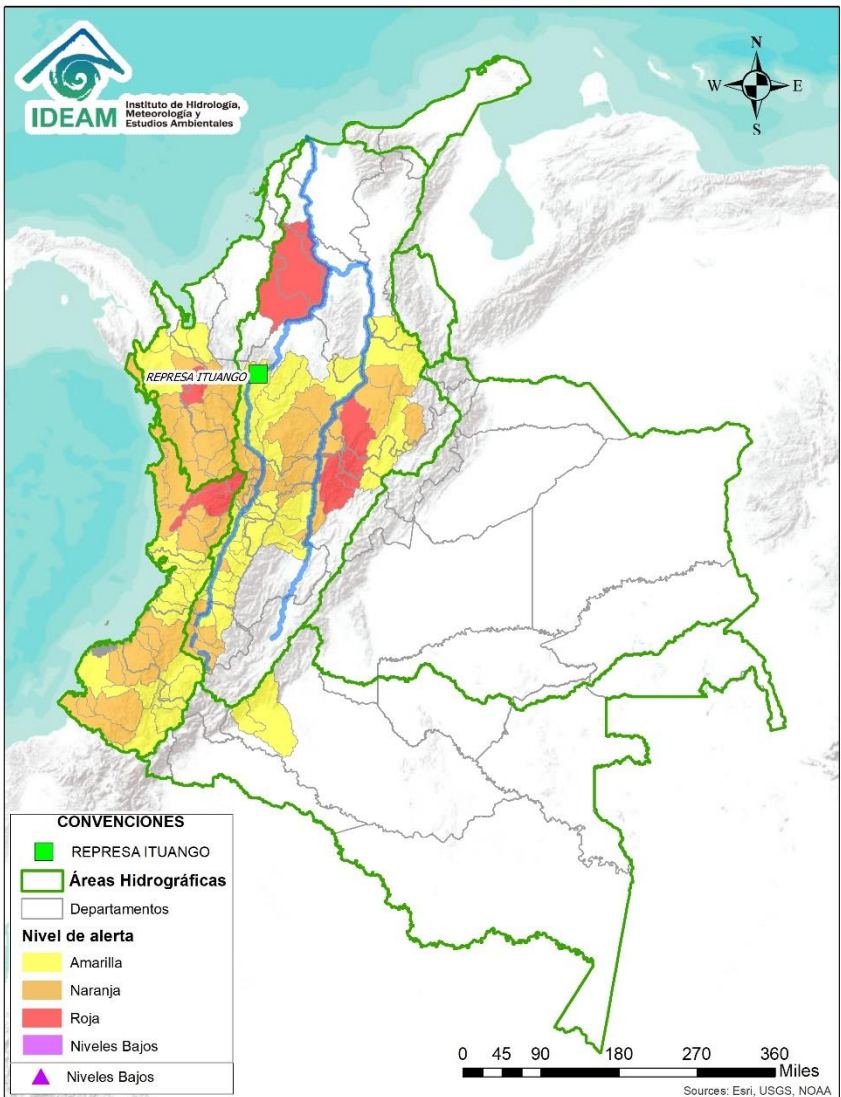 IDEAM
Instituto de Hidrología,
Meteorología y
Estudios Ambientales
N
W
E
S
REPRESA ITUANGO
CONVENCIONES
REPRESA ITUANGO
Áreas Hidrográficas
Departamentos
Nivel de alerta
Amarilla
Naranja
Roja
Niveles Bajos
Niveles Bajos
0 45 90 180 270 360
Miles
Sources: Esri, USGS, NOAA